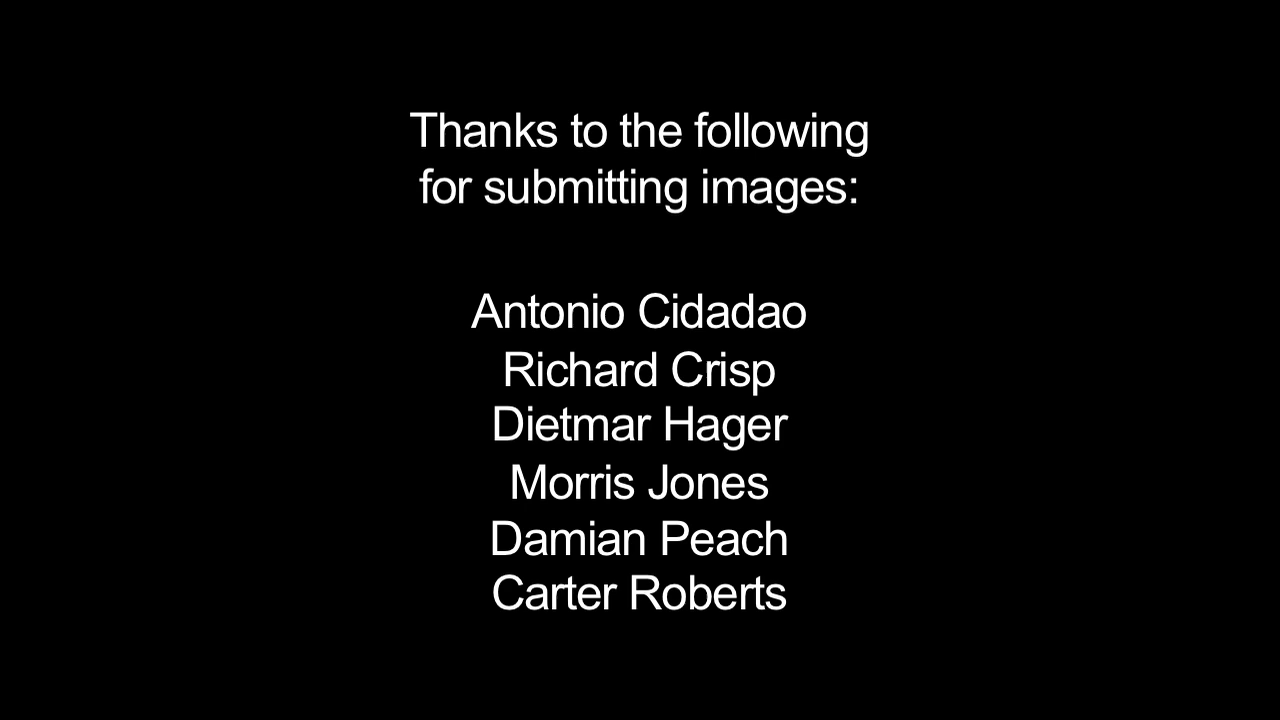 Thanks to the following
for submitting images:
Antonio Cidadao
Richard Crisp
Dietmar Hager
Morris Jones
Damian Peach
Carter Roberts